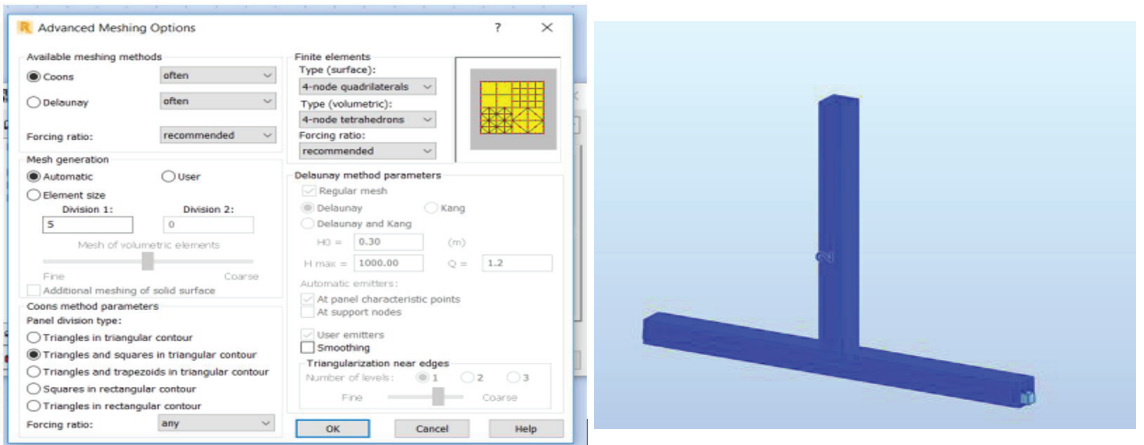 Advanced Meshing Options
? ×
Available meshing methods
Coons often
Delaunay often
Forcing ratio: recommended
Mesh generation
Automatic User
Element size
Division 1: Division 2:
5 0
Mesh of volumetric elements
Fine Coarse
Additional meshing of solid surface
Coons method parameters
Panel division type:
Triangles in triangular contour
Triangles and squares in triangular contour
Triangles and trapezoids in triangular contour
Squares in rectangular contour
Triangles in rectangular contour
Forcing ratio: any
Finite elements
Type (surface):
4-node quadrilaterals
Type (volumetric):
4-node tetrahedrons
Forcing ratio:
recommended
Delaunay method parameters
Regular mesh
Delaunay Kang
Delaunay and Kang
H0 = 0.30 (m)
H max = 1000.00 Q = 1.2
Automatic emitters:
At panel characteristic points
At support nodes
User emitters
Smoothing
Triangularization near edges
Number of levels: 1 2 3
Fine Coarse
OK Cancel Help
2